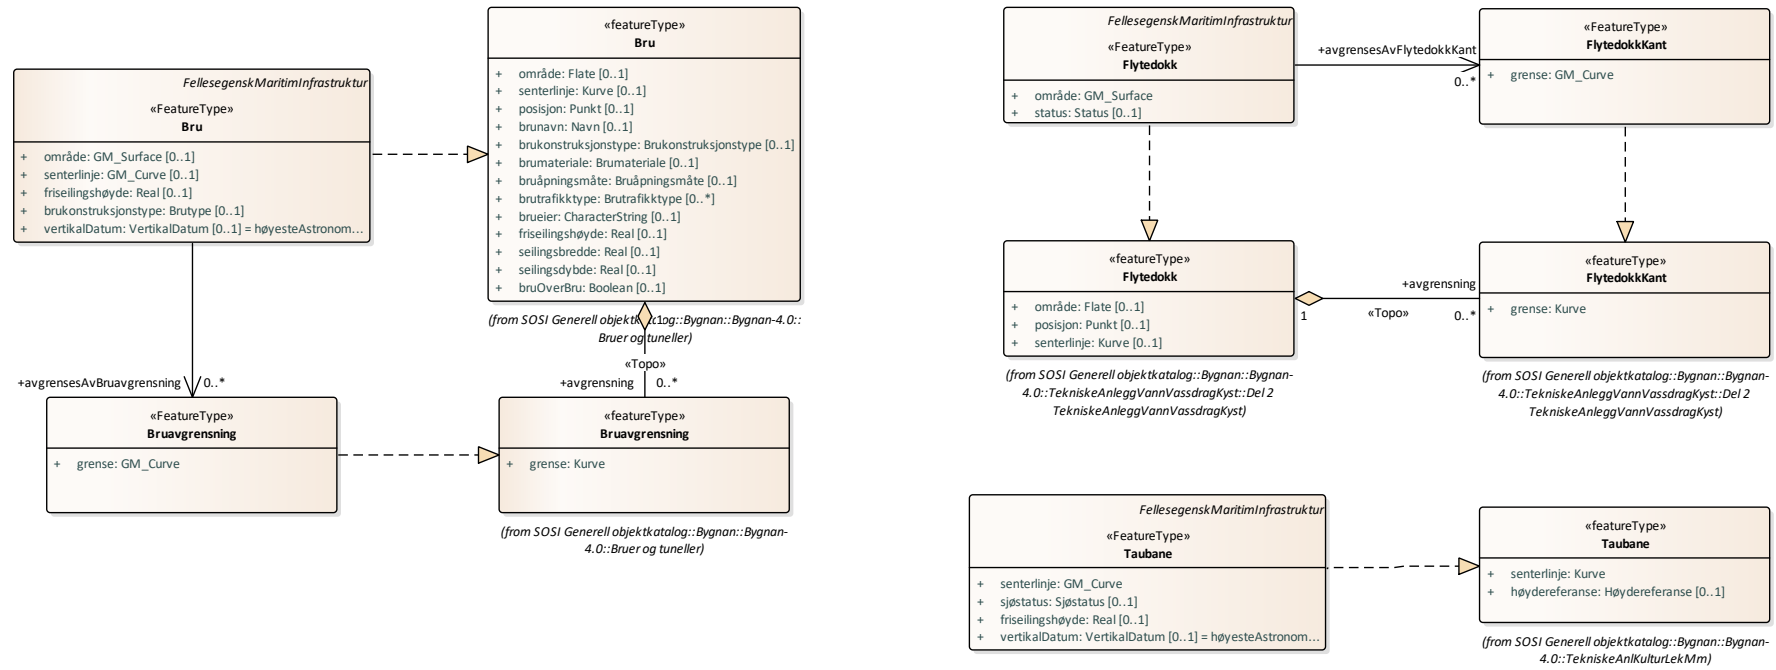 FellesegenskMaritimInfrastruktur
«FeatureType»
Bru
+ område: GM_Surface [0..1]
+ senterlinje: GM_Curve [0..1]
+ friseilingshøyde: Real [0..1]
+ brukonstruksjonstype: Brutype [0..1]
+ vertikalDatum: VertikalDatum [0..1] = høyesteAstronom...
«featureType»
Bru
+ område: Flate [0..1]
+ senterlinje: Kurve [0..1]
+ posisjon: Punkt [0..1]
+ brunavn: Navn [0..1]
+ brukonstruksjonstype: Brukonstruksjonstype [0..1]
+ brumateriale: Brumateriale [0..1]
+ bruåpningsmåte: Bruåpningsmåte [0..1]
+ brutrafikktype: Brutrafikktype [0..*]
+ brueier: CharacterString [0..1]
+ friseilingshøyde: Real [0..1]
+ seilingsbredde: Real [0..1]
+ seilingsdybde: Real [0..1]
+ bruOverBru: Boolean [0..1]
(from SOSI Generell objektkatalog::Bygnan::Bygnan-4.0::
Bruer og tuneller)
1
«Topo»
+avgrensning 0..*
+avgrensesAvBruavgrensning 0..*
«FeatureType»
Bruavgrensning
+ grense: GM_Curve
«featureType»
Bruavgrensning
+ grense: Kurve
(from SOSI Generell objektkatalog::Bygnan::Bygnan-
4.0::Bruer og tuneller)
FellesegenskMaritimInfrastruktur
«FeatureType»
Flytedokk
+ område: GM_Surface
+ status: Status [0..1]
+avgrensesAvFlytedokkKant
0..*
«FeatureType»
FlytedokkKant
+ grense: GM_Curve
«featureType»
Flytedokk
+ område: Flate [0..1]
+ posisjon: Punkt [0..1]
+ senterlinje: Kurve [0..1]
(from SOSI Generell objektkatalog::Bygnan::Bygnan-
4.0::TekniskeAnleggVannVassdragKyst::Del 2
TekniskeAnleggVannVassdragKyst)
+avgrensning
1 «Topo» 0..*
«featureType»
FlytedokkKant
+ grense: Kurve
(from SOSI Generell objektkatalog::Bygnan::Bygnan-
4.0::TekniskeAnleggVannVassdragKyst::Del 2
TekniskeAnleggVannVassdragKyst)
FellesegenskMaritimInfrastruktur
«FeatureType»
Taubane
+ senterlinje: GM_Curve
+ sjøstatus: Sjøstatus [0..1]
+ friseilingshøyde: Real [0..1]
+ vertikalDatum: VertikalDatum [0..1] = høyesteAstronom...
«featureType»
Taubane
+ senterlinje: Kurve
+ høydereferanse: Høydereferanse [0..1]
(from SOSI Generell objektkatalog::Bygnan::Bygnan-
4.0::TekniskeAnlKulturLekMm)